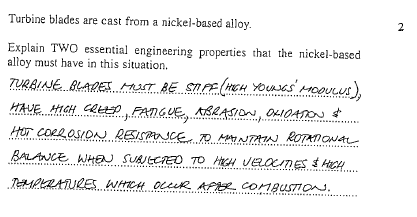 Turbine blades are cast from a nickel-based alloy.
2
Explain TWO essential engineering properties that the nickel-based
alloy must have in this situation.
TURBINE BLADES MUST BE STIFF (HIGH YOUNGS' MODULUS),
HAVE HIGH CREEP, FATIGUE, ABRASION, OXIDATION &
HOT CORROSION RESISTANCE TO MAINTAIN ROTATIONAL
BALANCE WHEN SUBJECTED TO HIGH VELOCITIES & HIGH
TEMPERATURES WHICH OCCUR AFTER COMBUSTION.